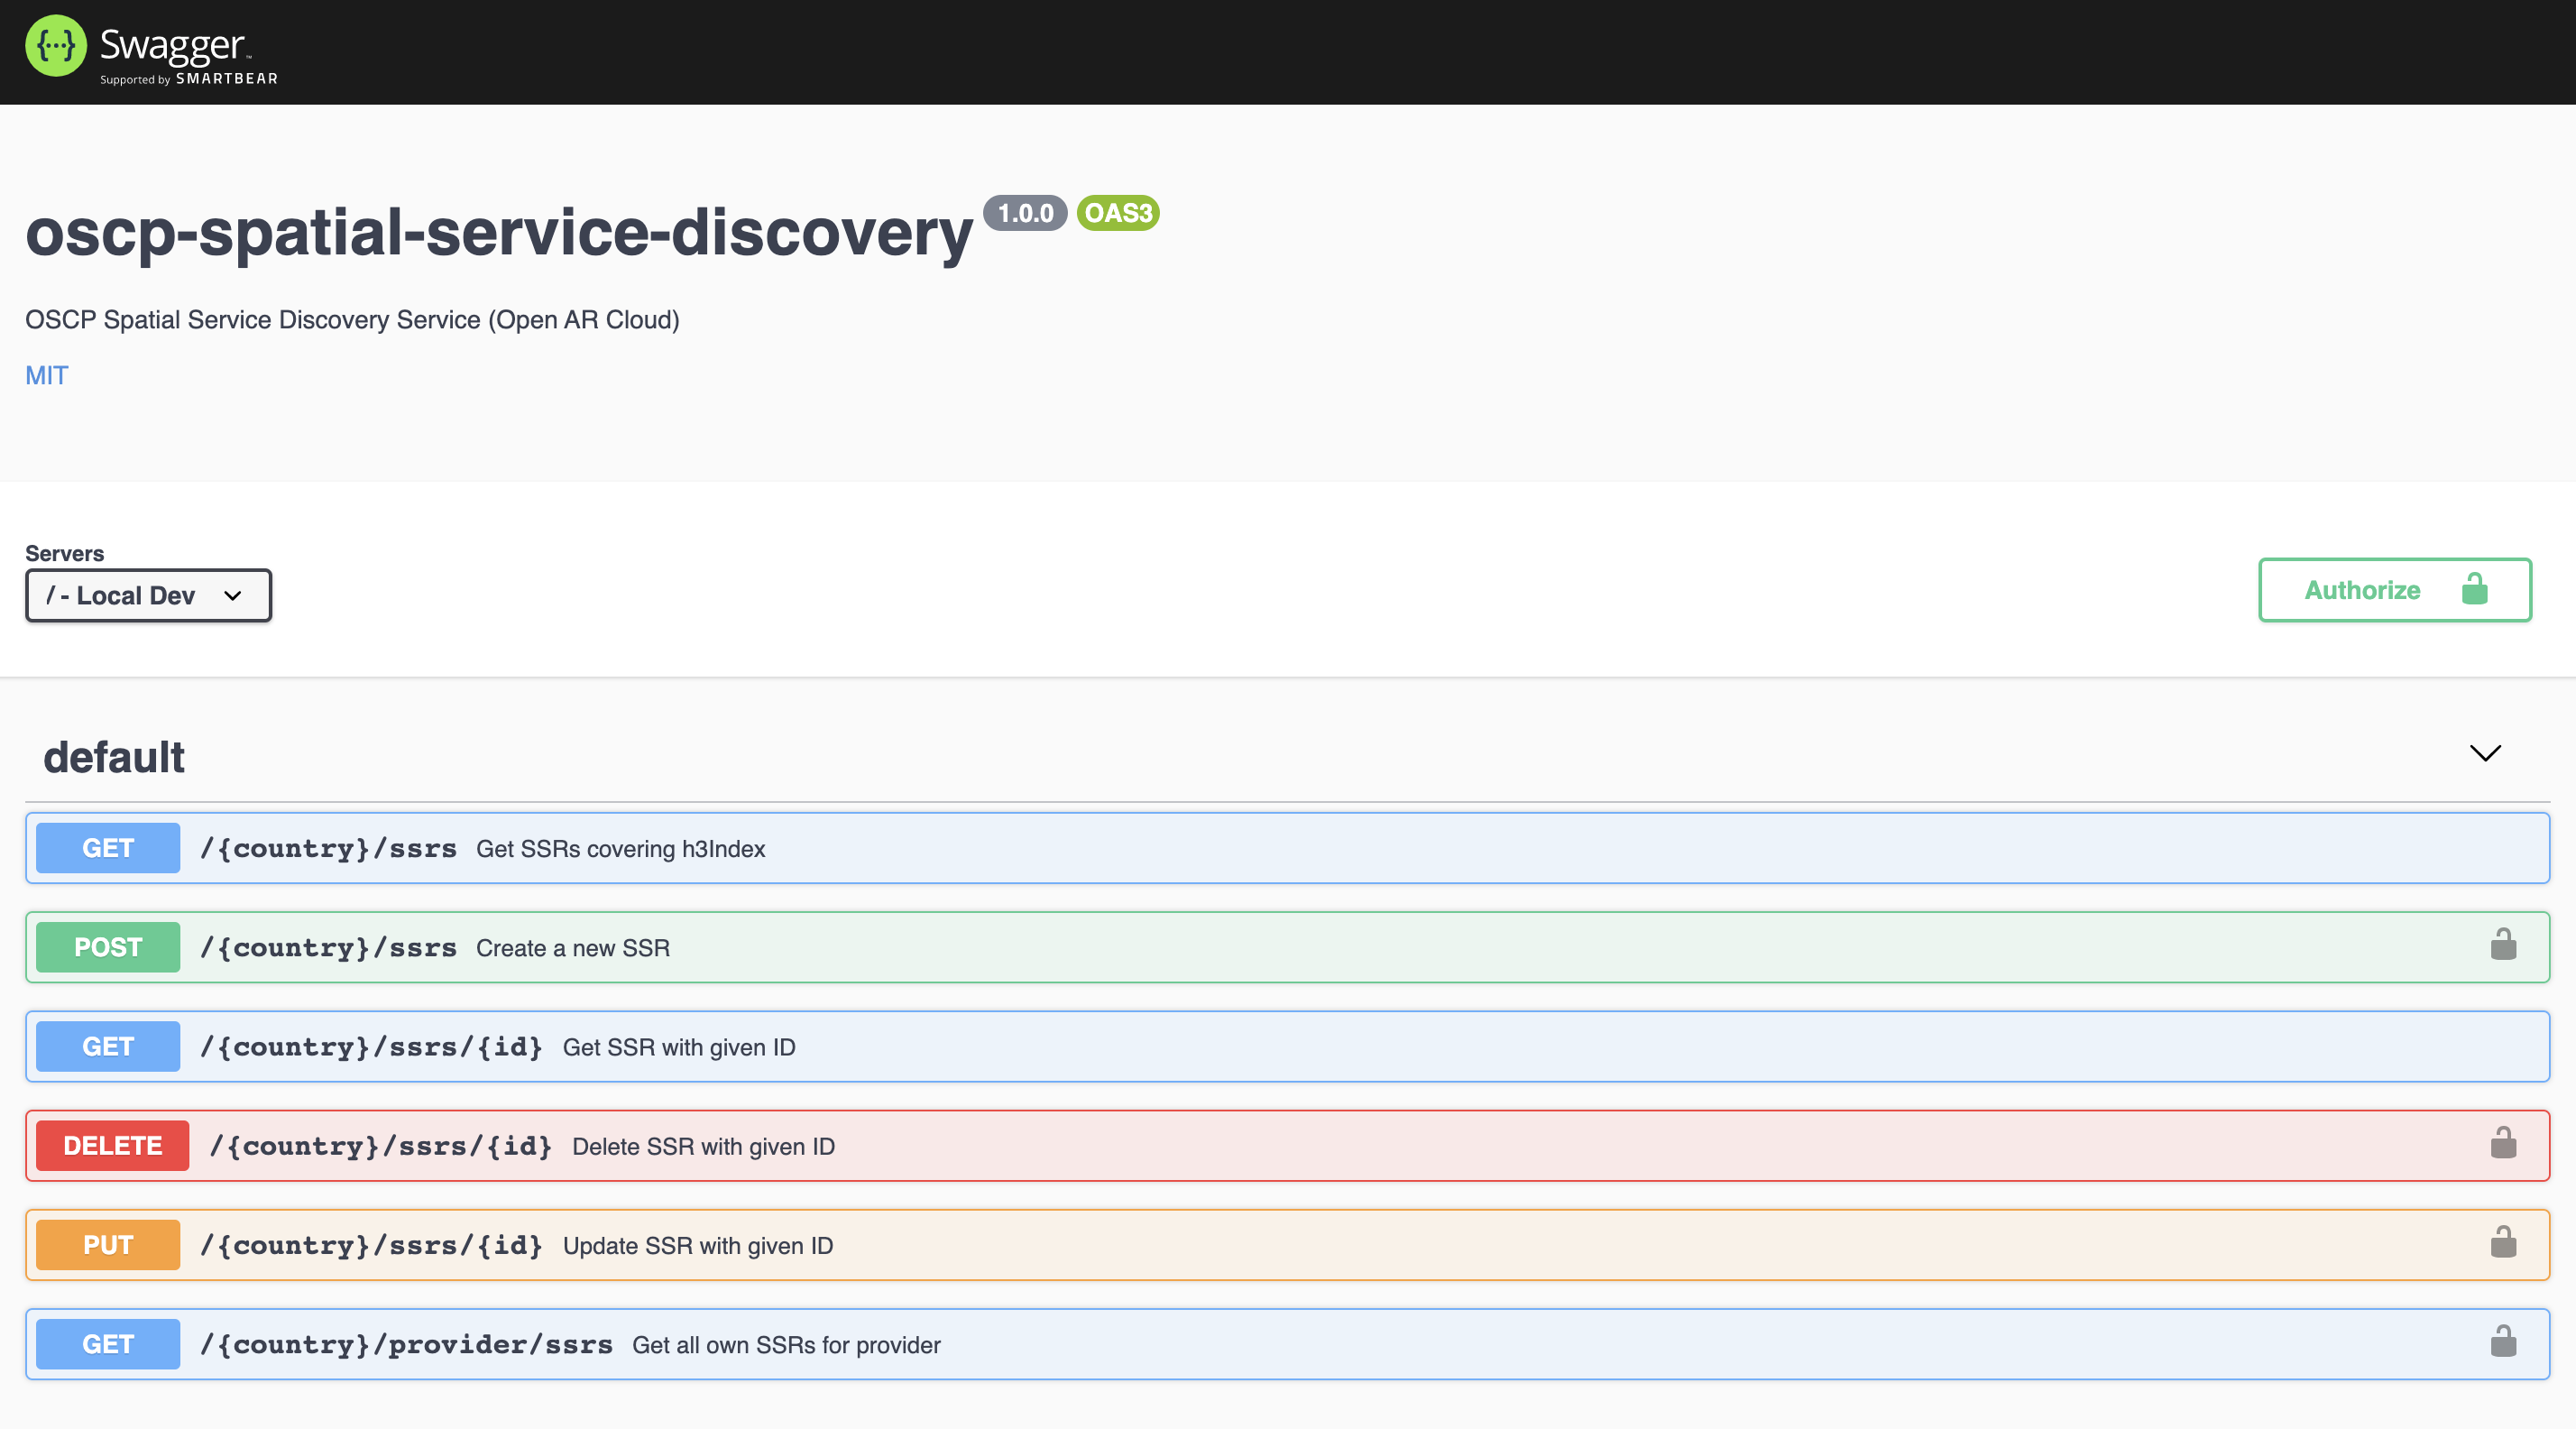 {···} Swagger™
Supported by SMARTBEAR
oscp-spatial-service-discovery 1.0.0 OAS3
OSCP Spatial Service Discovery Service (Open AR Cloud)
MIT
Servers
/ - Local Dev
Authorize
default
GET /{country}/ssrs Get SSRs covering h3Index
POST /{country}/ssrs Create a new SSR
GET /{country}/ssrs/{id} Get SSR with given ID
DELETE /{country}/ssrs/{id} Delete SSR with given ID
PUT /{country}/ssrs/{id} Update SSR with given ID
GET /{country}/provider/ssrs Get all own SSRs for provider